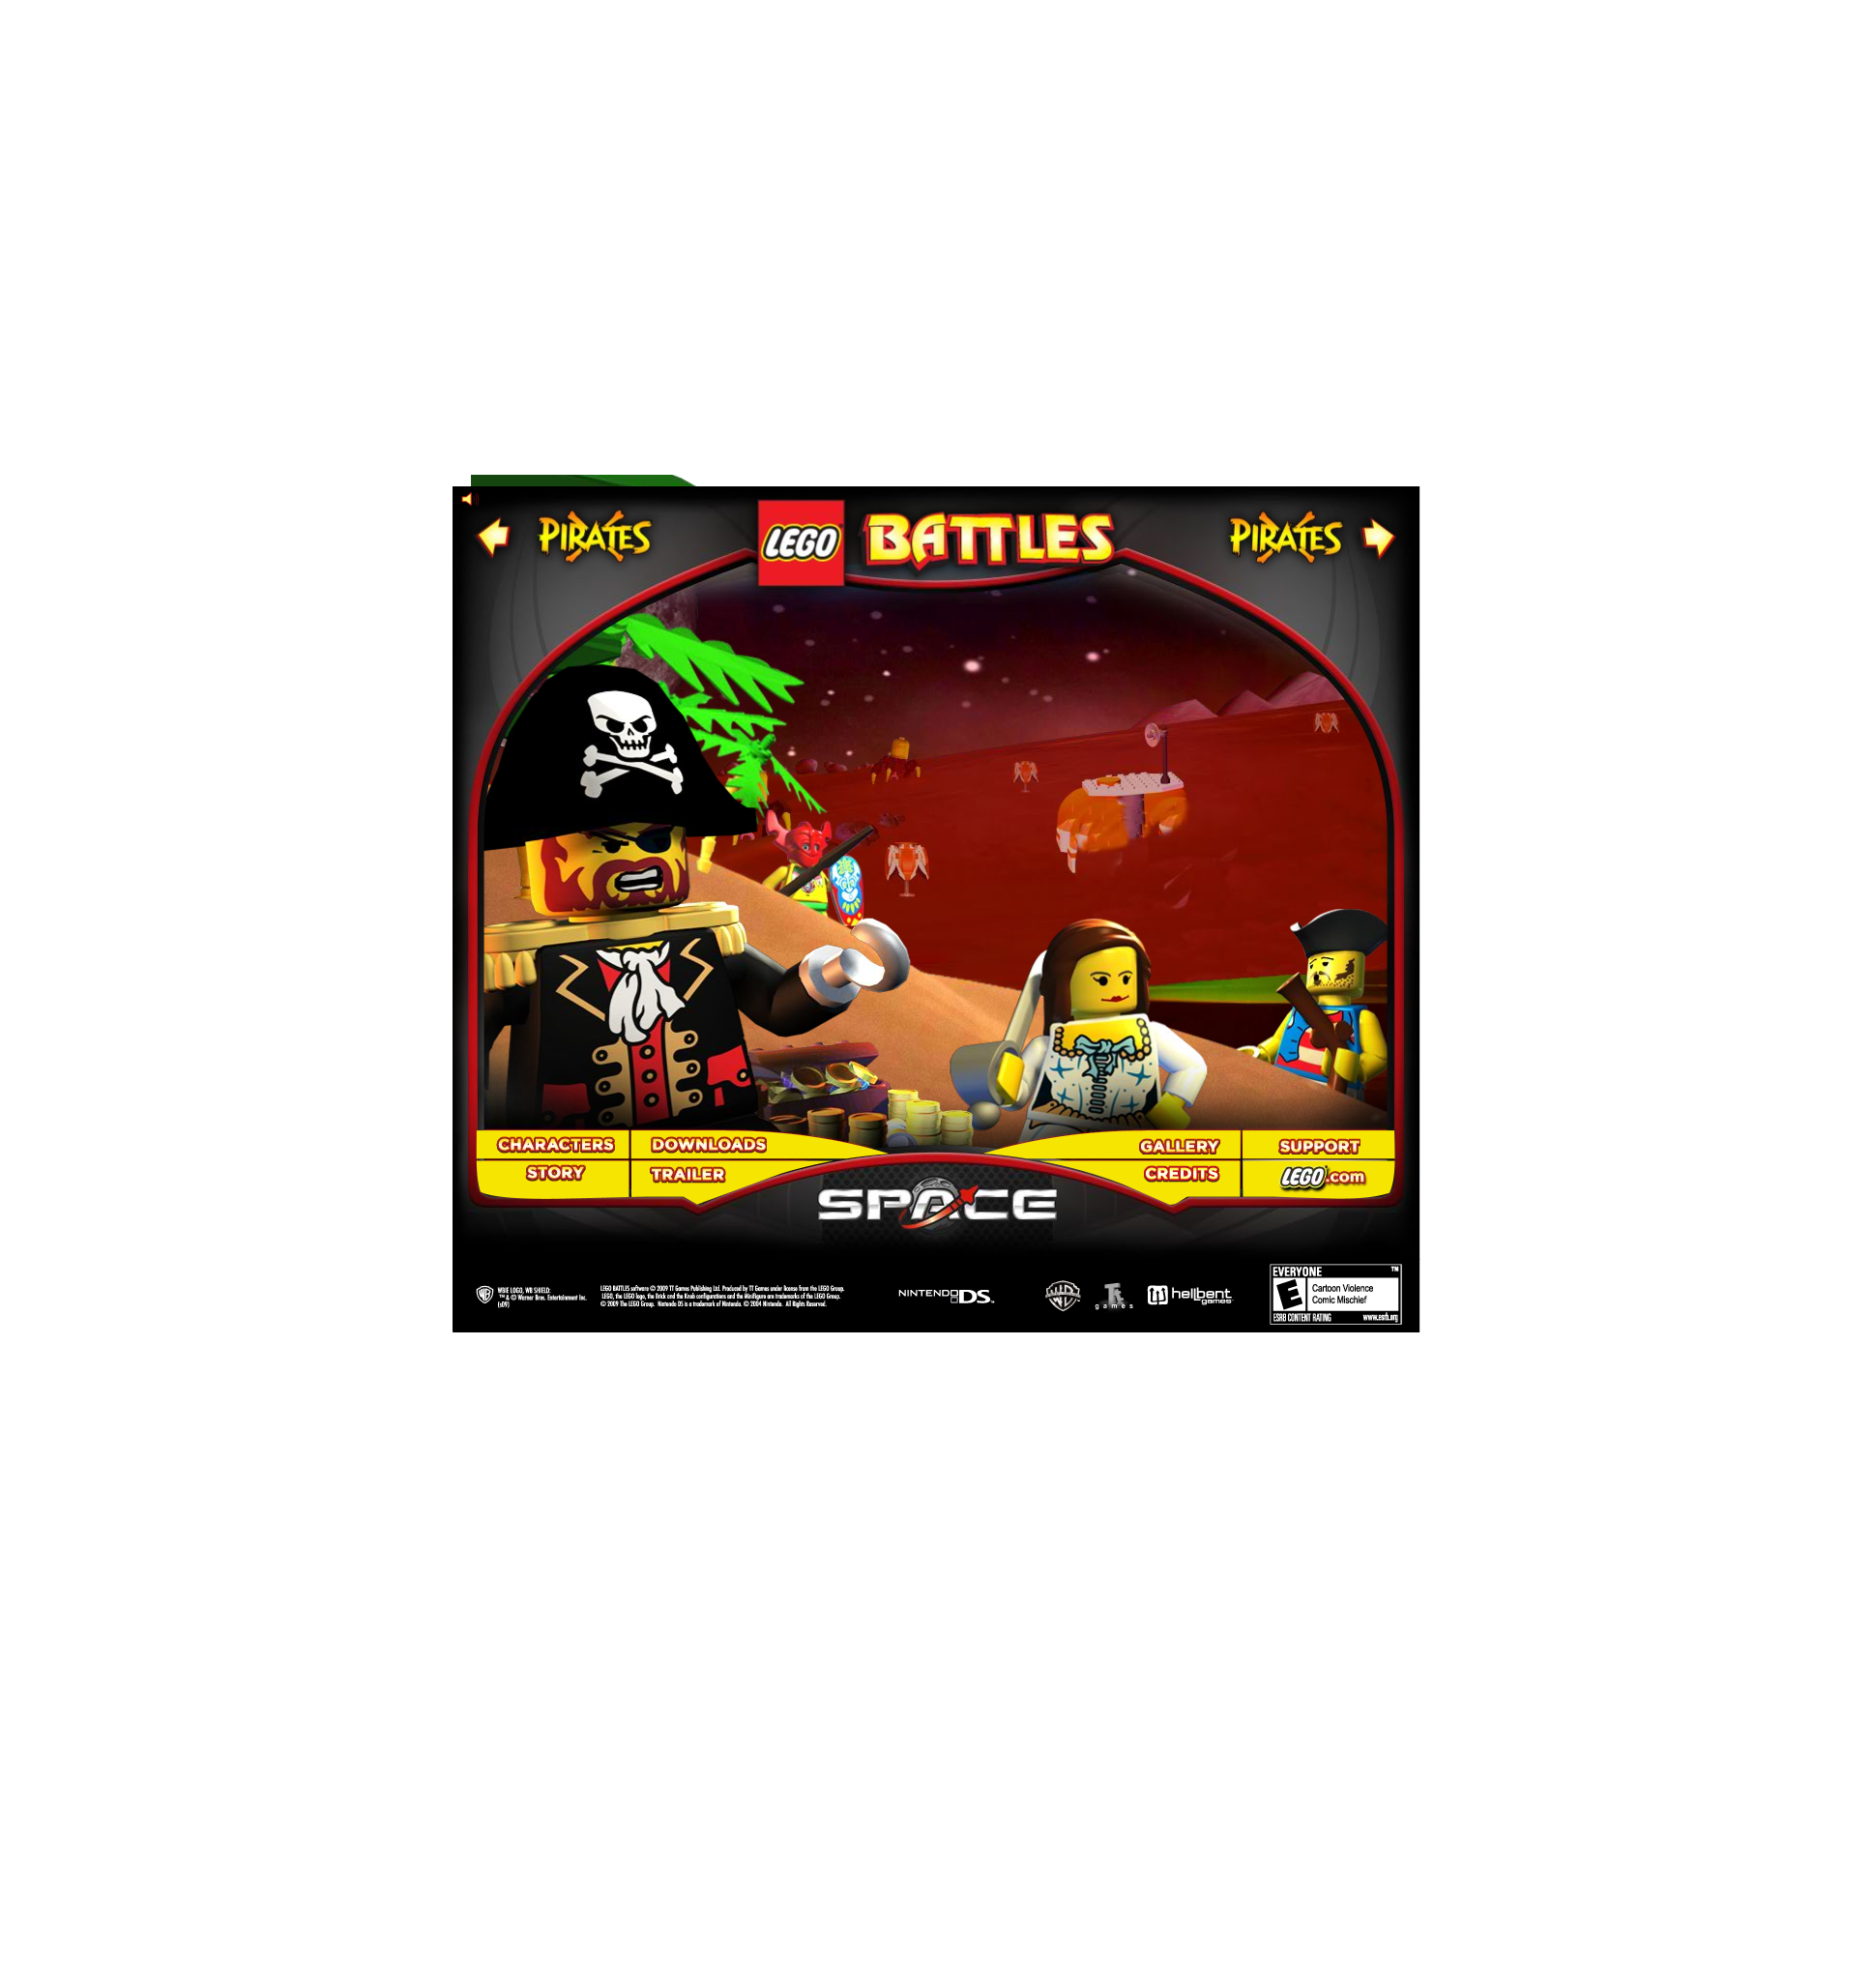 PIRATES
LEGO
BATTLES
PIRATES
CHARACTERS
DOWNLOADS
GALLERY
SUPPORT
STORY
TRAILER
CREDITS
LEGO.com
SPACE
WBIE LOGO, WB SHIELD:
™ & © Warner Bros. Entertainment Inc.
(s09)
LEGO BATTLES software © 2009 TT Games Publishing Ltd. Produced by TT Games under license from the LEGO Group.
LEGO, the LEGO logo, the Brick and the Knob configurations and the Minifigure are trademarks of the LEGO Group.
© 2009 The LEGO Group. Nintendo DS is a trademark of Nintendo. © 2004 Nintendo. All Rights Reserved.
NINTENDO DS™
WB
games
hellbent
games
EVERYONE ™
E
Cartoon Violence
Comic Mischief
ESRB CONTENT RATING www.esrb.org